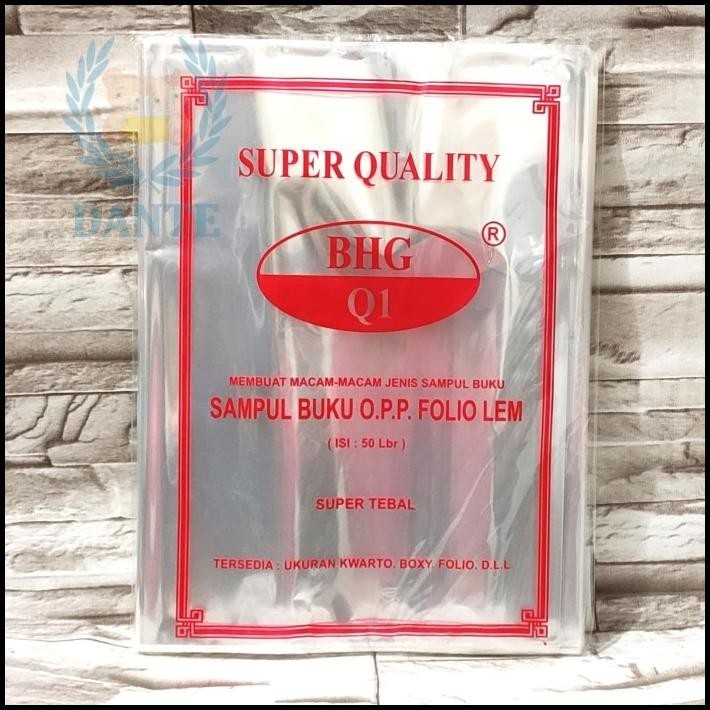 DANTE
SUPER QUALITY
®
BHG
Q1
MEMBUAT MACAM-MACAM JENIS SAMPUL BUKU
SAMPUL BUKU O.P.P. FOLIO LEM
( ISI : 50 Lbr )
SUPER TEBAL
TERSEDIA : UKURAN KWARTO. BOXY. FOLIO. D.L.L